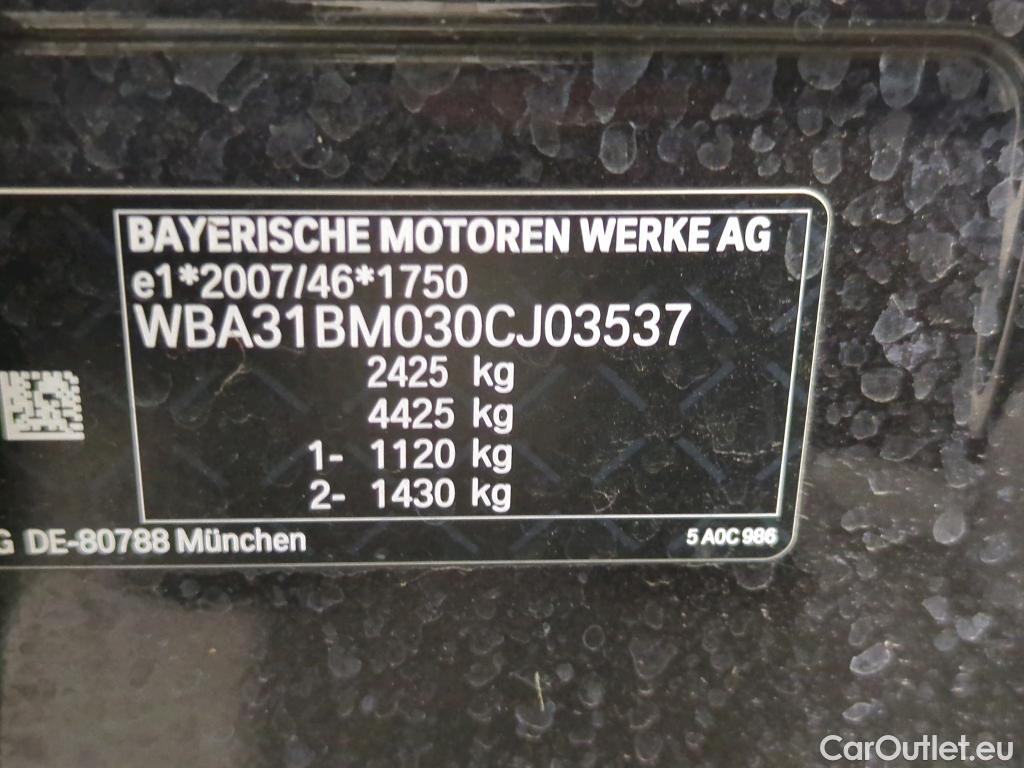 BAYERISCHE MOTOREN WERKE AG
e1*2007/46*1750
WBA31BM030CJ03537
2425 kg
4425 kg
1- 1120 kg
2- 1430 kg
G DE-80788 München
5 A0C 986
CarOutlet.eu